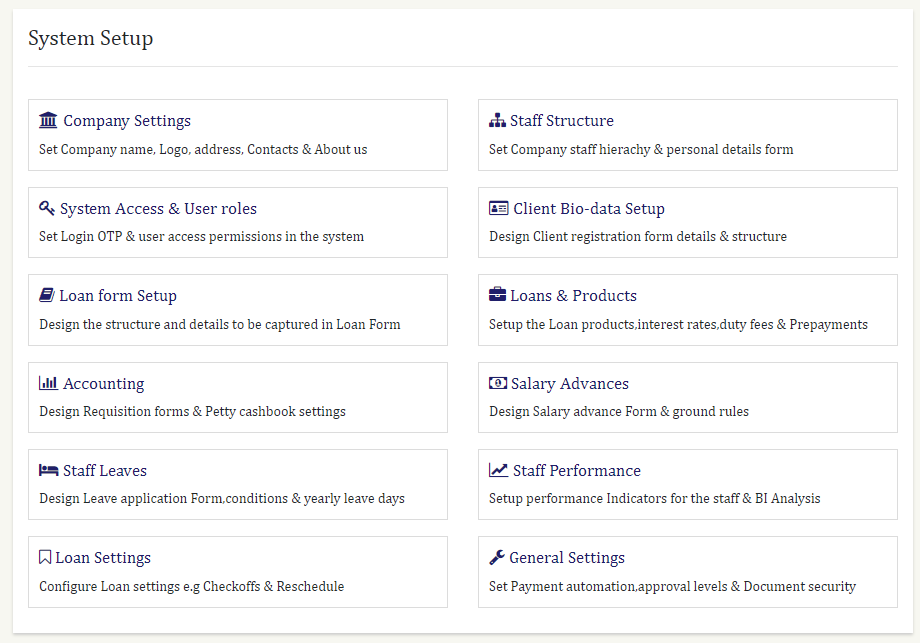 System Setup
Company Settings
Set Company name, Logo, address, Contacts & About us
Staff Structure
Set Company staff hierachy & personal details form
System Access & User roles
Set Login OTP & user access permissions in the system
Client Bio-data Setup
Design Client registration form details & structure
Loan form Setup
Design the structure and details to be captured in Loan Form
Loans & Products
Setup the Loan products,interest rates,duty fees & Prepayments
Accounting
Design Requisition forms & Petty cashbook settings
Salary Advances
Design Salary advance Form & ground rules
Staff Leaves
Design Leave application Form,conditions & yearly leave days
Staff Performance
Setup performance Indicators for the staff & BI Analysis
Loan Settings
Configure Loan settings e.g Checkoffs & Reschedule
General Settings
Set Payment automation,approval levels & Document security